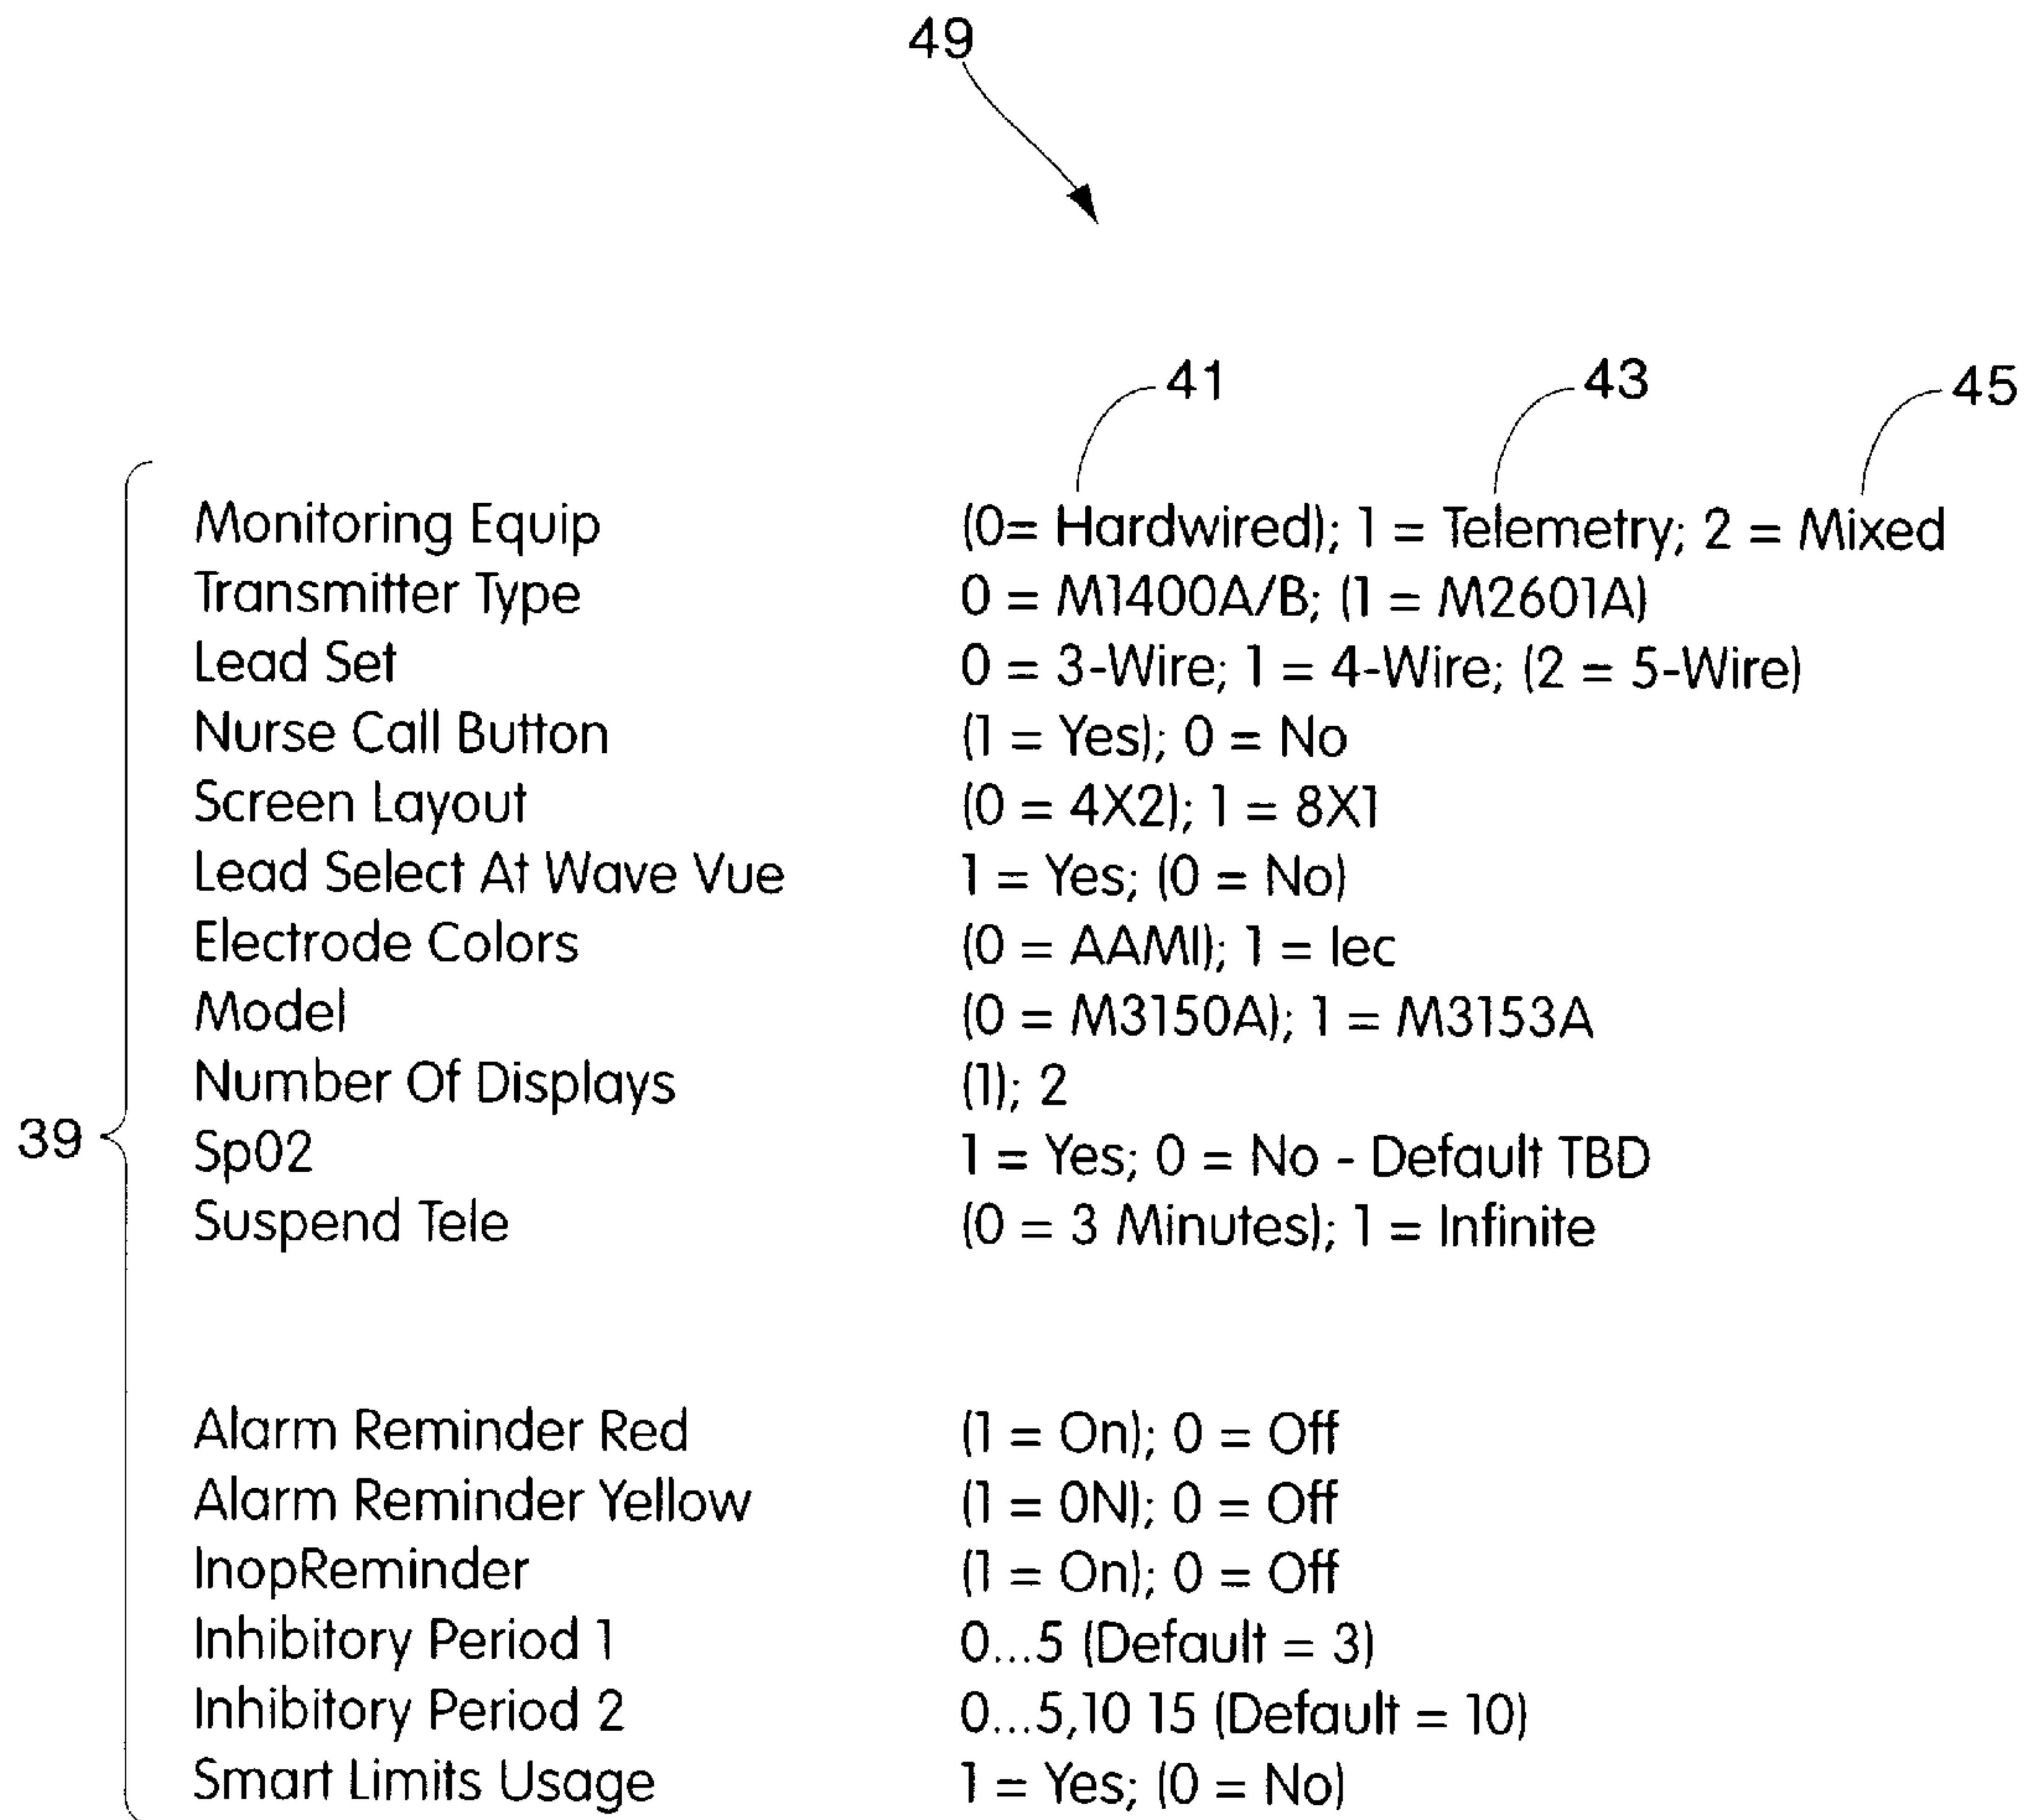 49
41 43 45
Monitoring Equip (0= Hardwired); 1 = Telemetry; 2 = Mixed
Transmitter Type 0 = M1400A/B; (1 = M2601A)
Lead Set 0 = 3-Wire; 1 = 4-Wire; (2 = 5-Wire)
Nurse Call Button (1 = Yes); 0 = No
Screen Layout (0 = 4X2); 1 = 8X1
Lead Select At Wave Vue 1 = Yes; (0 = No)
Electrode Colors (0 = AAMI); 1 = Iec
Model (0 = M3150A); 1 = M3153A
Number Of Displays (1); 2
39
Sp02 1 = Yes; 0 = No - Default TBD
Suspend Tele (0 = 3 Minutes); 1 = Infinite
Alarm Reminder Red (1 = On); 0 = Off
Alarm Reminder Yellow (1 = 0N); 0 = Off
InopReminder (1 = On); 0 = Off
Inhibitory Period 1 0...5 (Default = 3)
Inhibitory Period 2 0...5,10 15 (Default = 10)
Smart Limits Usage 1 = Yes; (0 = No)